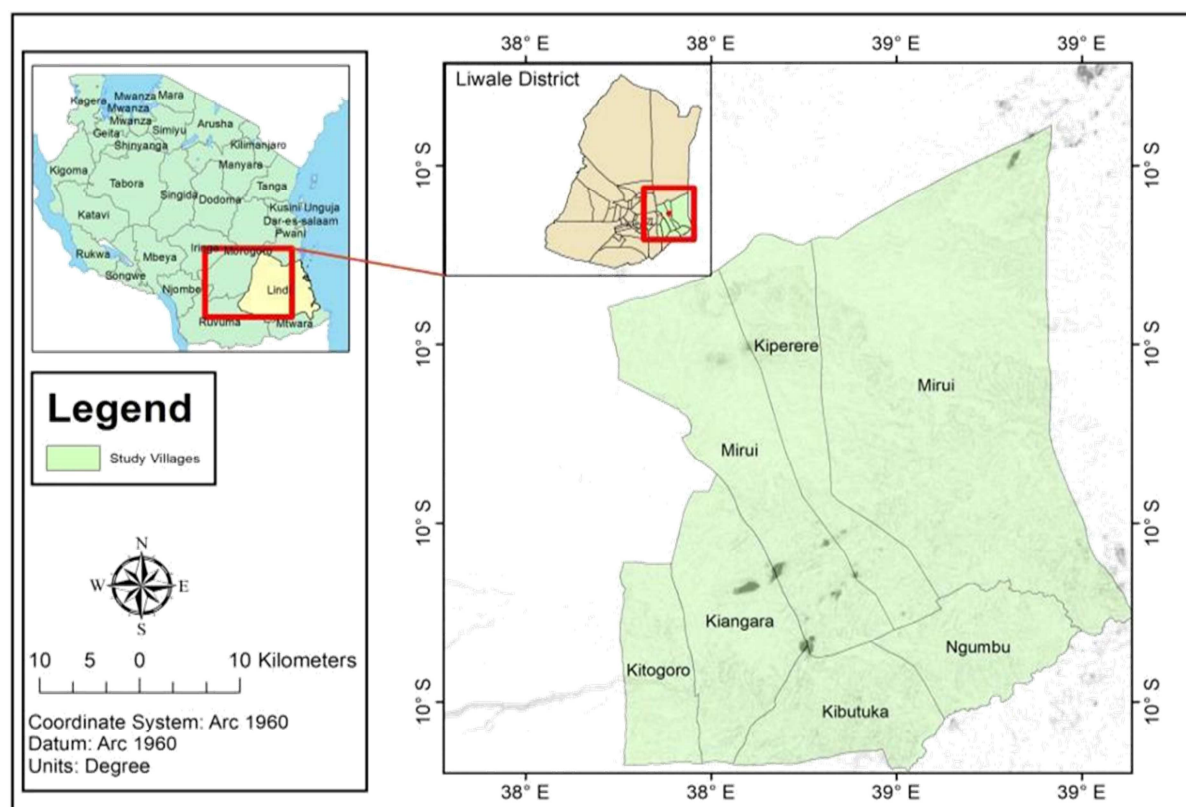 Kagera
Mwanza
Mara
Mwanza
Mwanza
Geita
Simiyu
Arusha
Shinyanga
Kilimanjaro
Manyara
Kigoma
Tabora
Singida
Dodoma
Tanga
Katavi
Kusini Unguja
Dar-es-salaam
Pwani
Iringa
Morogoro
Rukwa
Mbeya
Songwe
Njombe
Lind
Ruvuma
Mtwara
Legend
Study Villages
N
W
E
S
10 5 0 10 Kilometers
Coordinate System: Arc 1960
Datum: Arc 1960
Units: Degree
38° E 38° E 39° E 39° E
Liwale District
10° S 10° S
10° S 10° S
10° S 10° S
10° S 10° S
Kiperere
Mirui
Mirui
Kiangara
Kitogoro
Ngumbu
Kibutuka
38° E 38° E 39° E 39° E